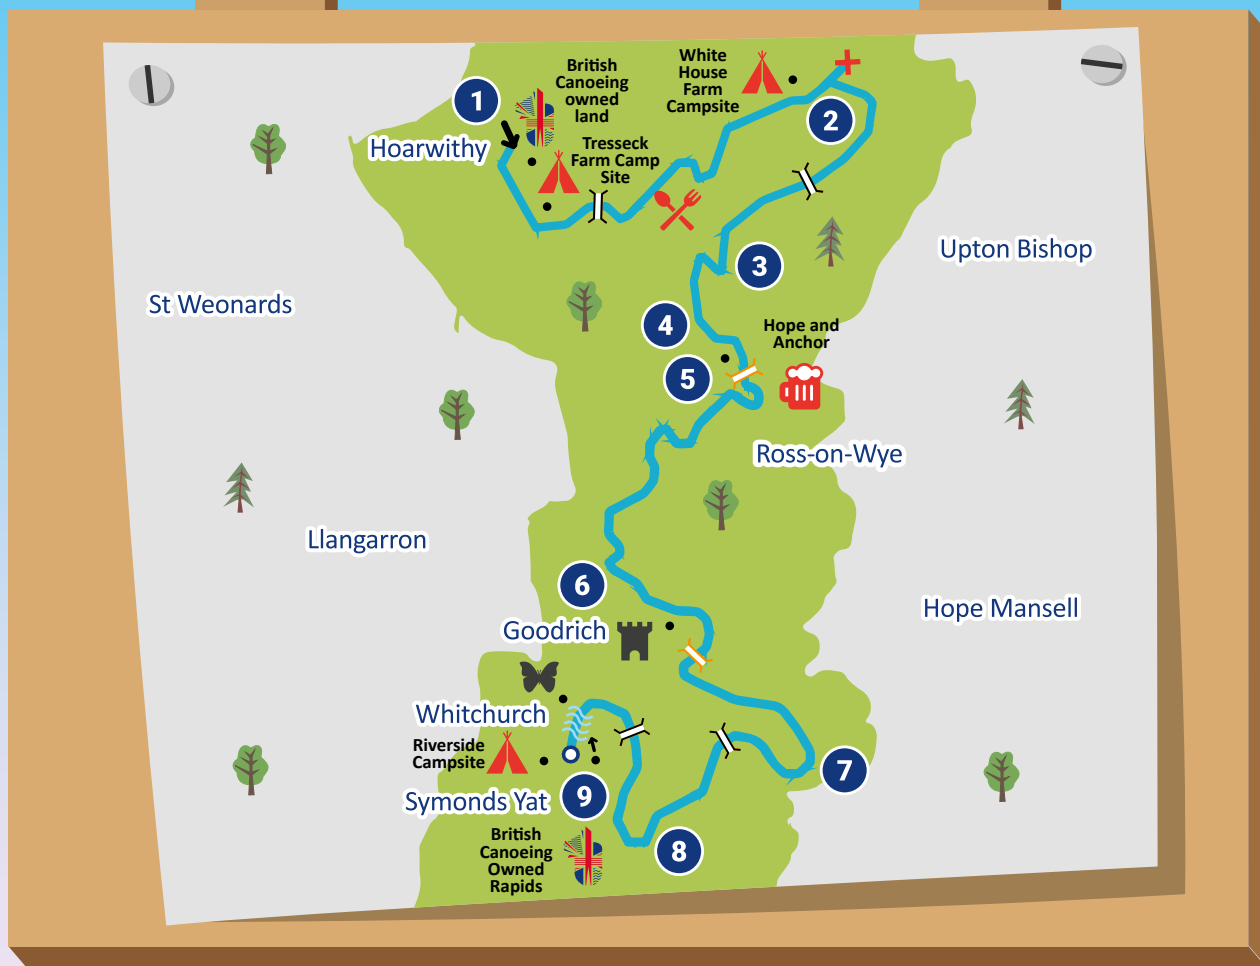 British
Canoeing
owned
land
White
House
Farm
Campsite
1
2
Hoarwithy
Tresseck
Farm Camp
Site
3
Upton Bishop
St Weonards
4
Hope and
Anchor
5
Ross-on-Wye
Llangarron
6
Hope Mansell
Goodrich
Whitchurch
Riverside
Campsite
7
Symonds Yat
9
8
British
Canoeing
Owned
Rapids